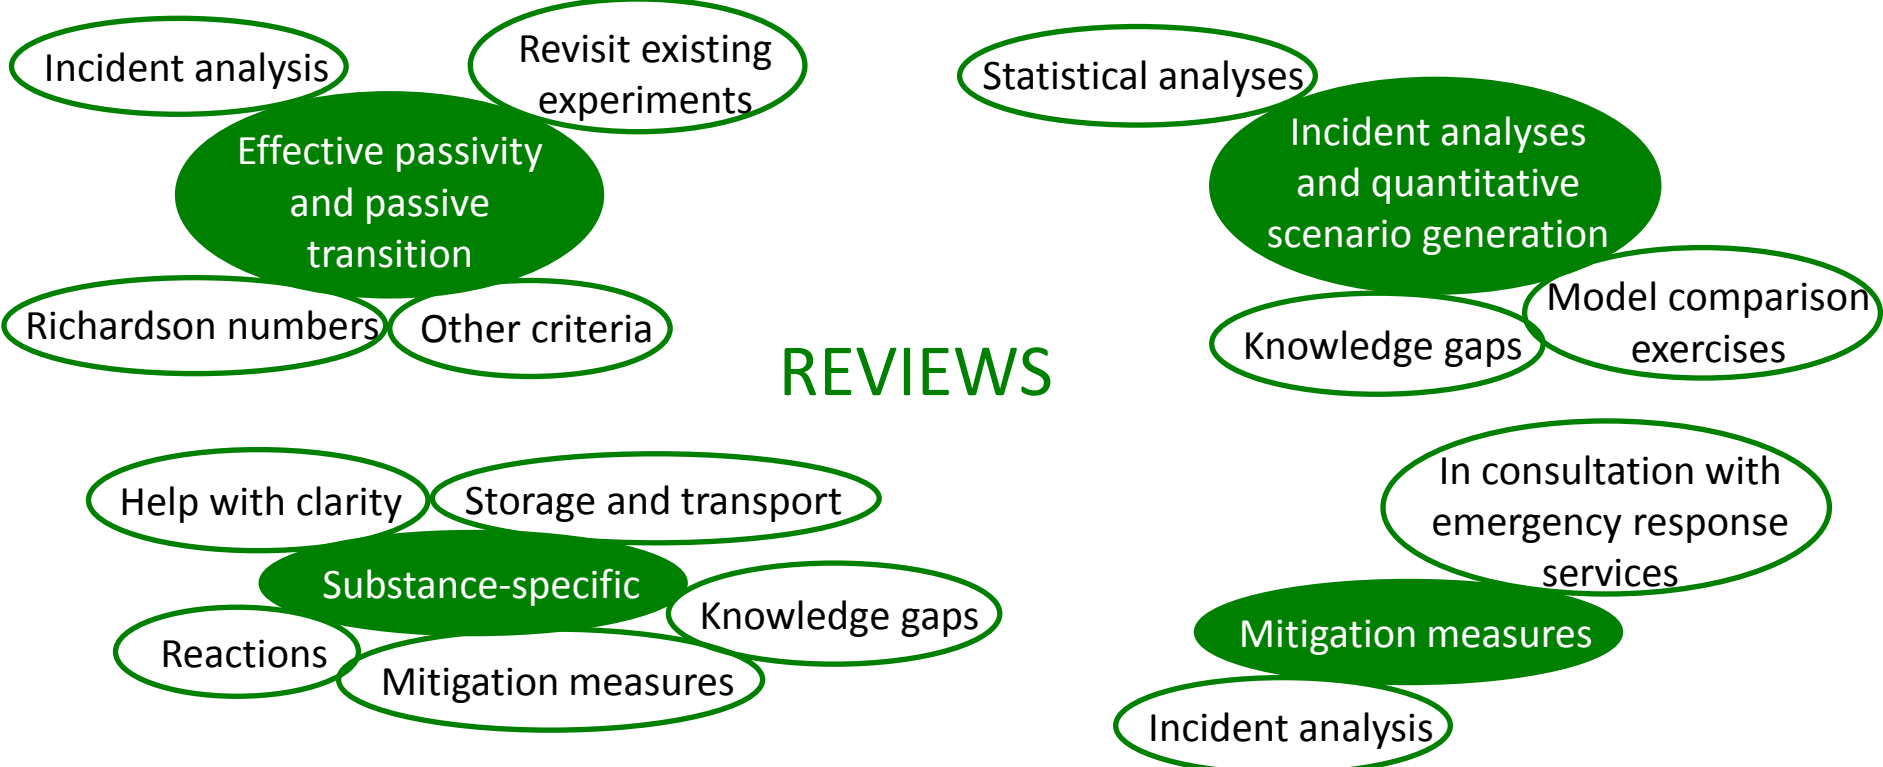 Incident analysis
Revisit existing
experiments
Effective passivity
and passive
transition
Richardson numbers
Other criteria
Statistical analyses
Incident analyses
and quantitative
scenario generation
Knowledge gaps
Model comparison
exercises
REVIEWS
Help with clarity
Storage and transport
Substance-specific
Knowledge gaps
Reactions
Mitigation measures
In consultation with
emergency response
services
Mitigation measures
Incident analysis